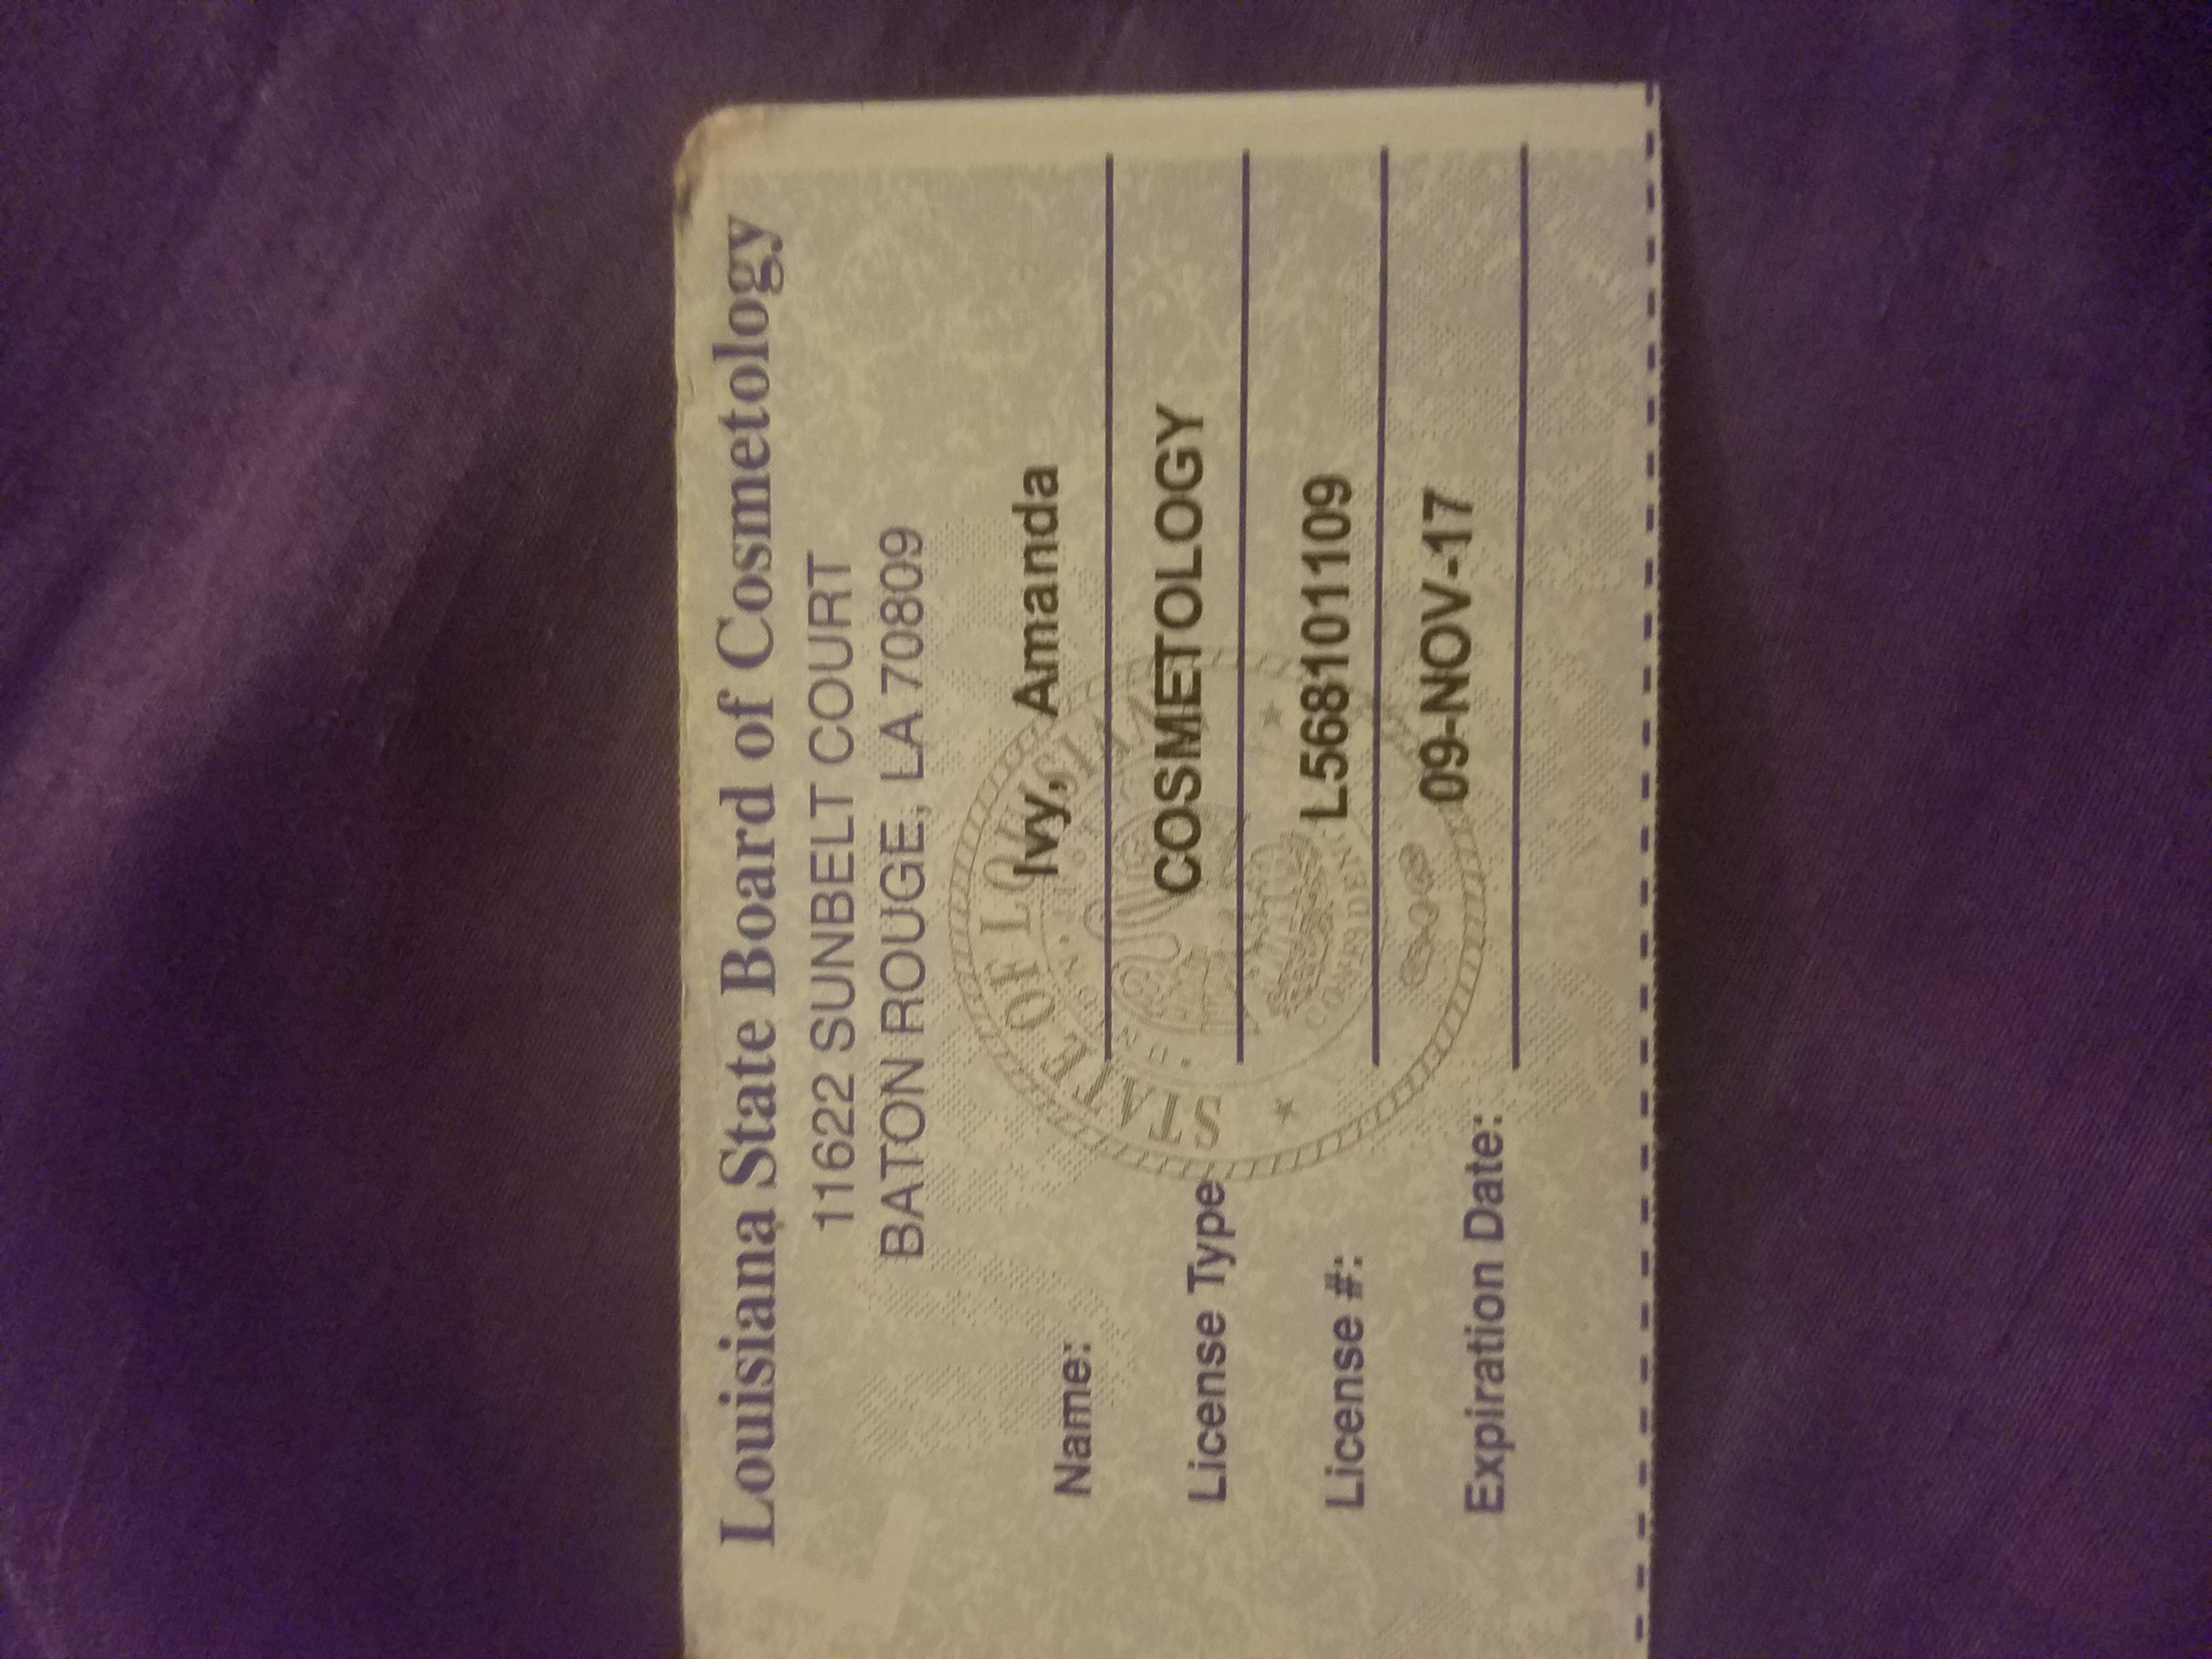 Louisiana State Board of Cosmetology
11622 SUNBELT COURT
BATON ROUGE, LA 70809
STATE OF LOUISIANA
UNION
Name: Ivy, Amanda
License Type COSMETOLOGY
License #: L568101109
Expiration Date: 09-NOV-17